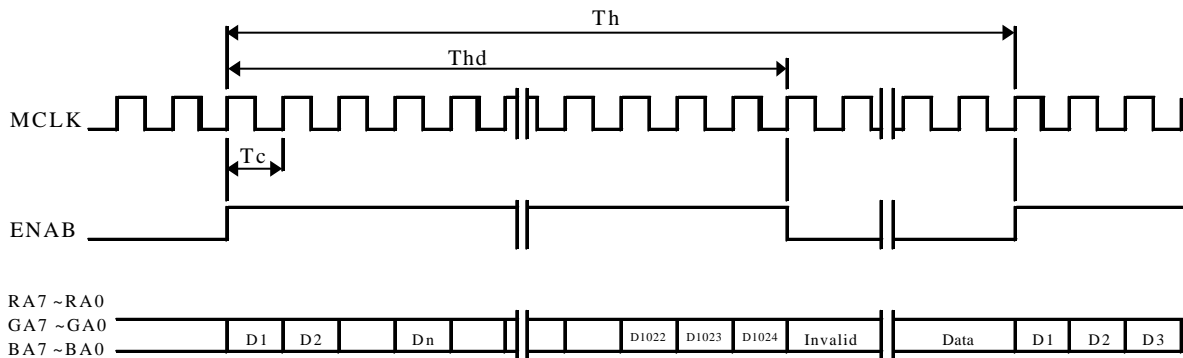 Th
Thd
MCLK
Tc
ENAB
RA7 ~RA0
GA7 ~GA0
BA7 ~BA0
D1 D2 Dn D1022 D1023 D1024 Invalid Data D1 D2 D3